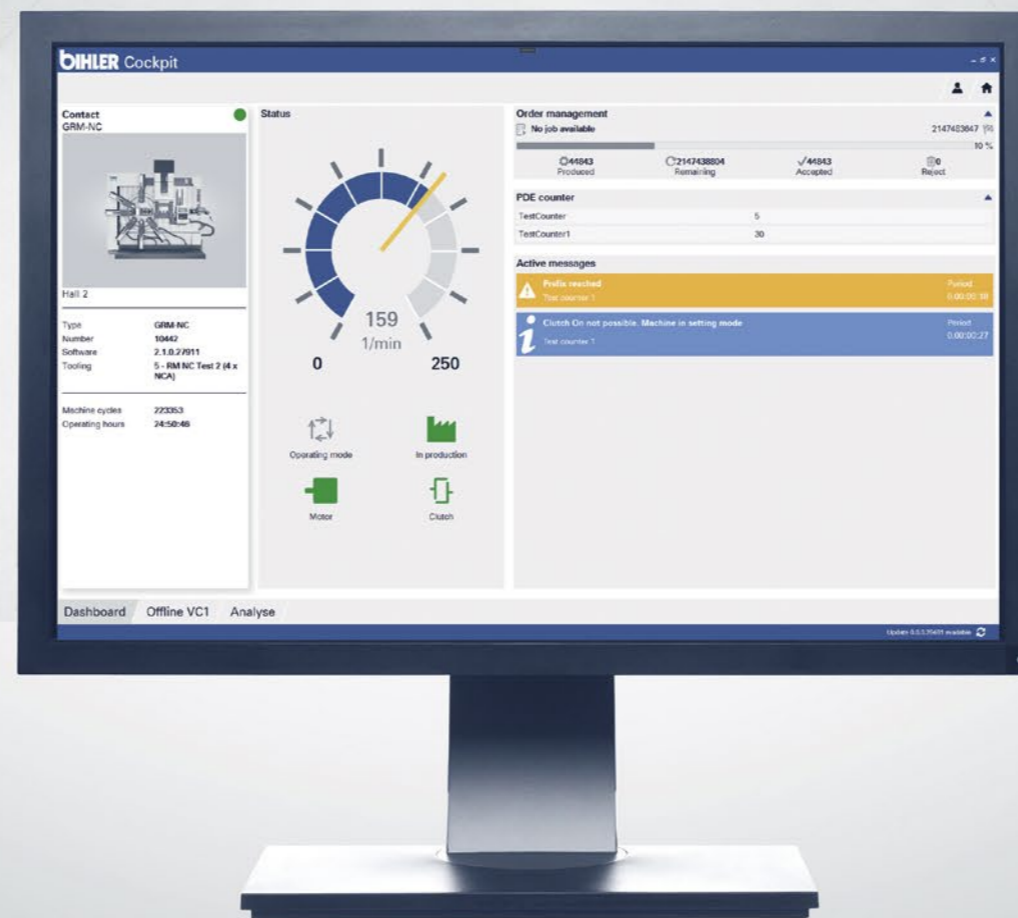 BIHLER Cockpit
Contact
GRM-NC
Hall 2
Type GRM-NC
Number 10442
Software 2.1.0.27911
Tooling 5 - RM NC Test 2 (4 x
NCA)
Machine cycles 223353
Operating hours 24:50:46
Status
159
1/min
0 250
Operating mode In production
Motor Clutch
Order management
No job available 2147483647
10 %
44843 2147438804 44843 0
Produced Remaining Accepted Reject
PDE counter
TestCounter 5
TestCounter1 30
Active messages
Prefix reached Period
Test counter 1 0.00:00:18
Clutch On not possible. Machine in setting mode Period
Test counter 1 0.00:00:27
Dashboard Offline VC1 Analyse
Update available